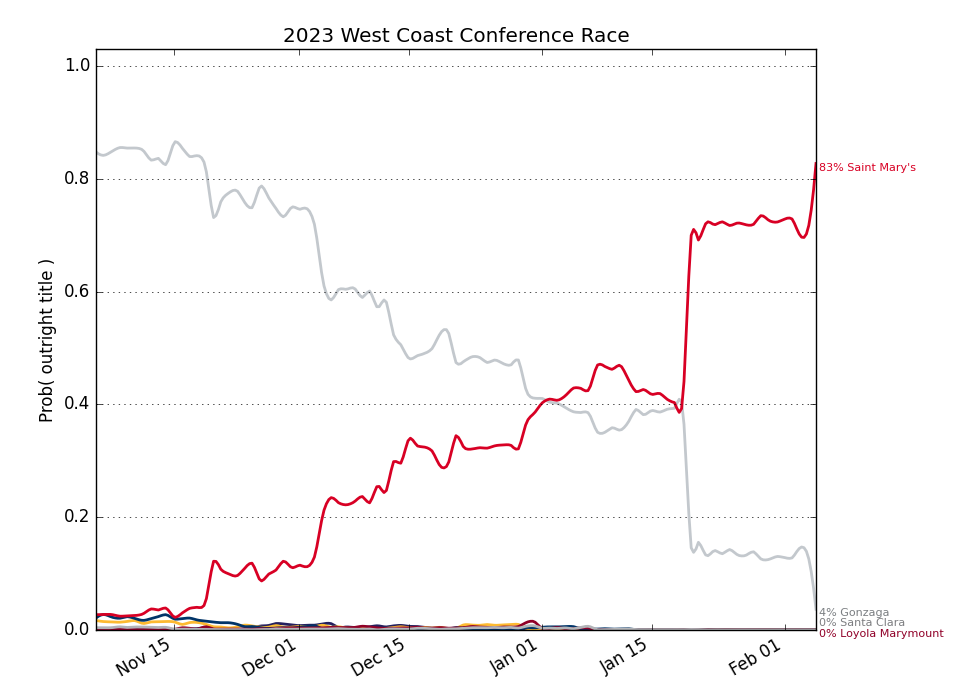 2023 West Coast Conference Race
Prob( outright title )
1.0
0.8
0.6
0.4
0.2
0.0
83% Saint Mary's
4% Gonzaga
0% Santa Clara
0% Loyola Marymount
Nov 15
Dec 01
Dec 15
Jan 01
Jan 15
Feb 01